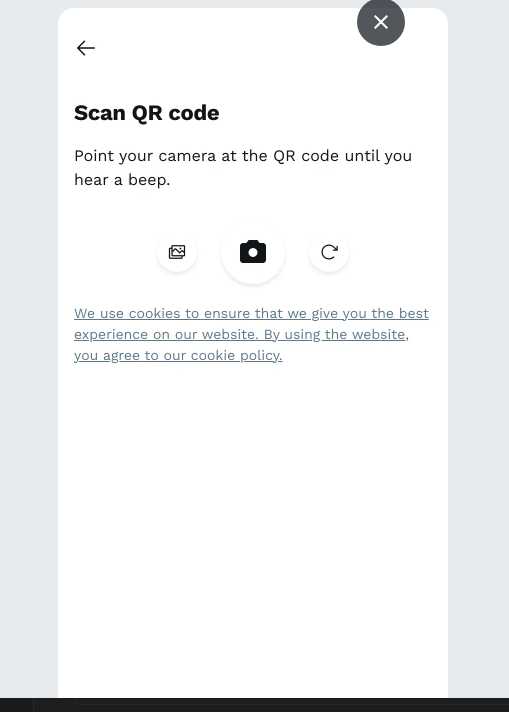 Scan QR code
Point your camera at the QR code until you
hear a beep.
We use cookies to ensure that we give you the best
experience on our website. By using the website,
you agree to our cookie policy.